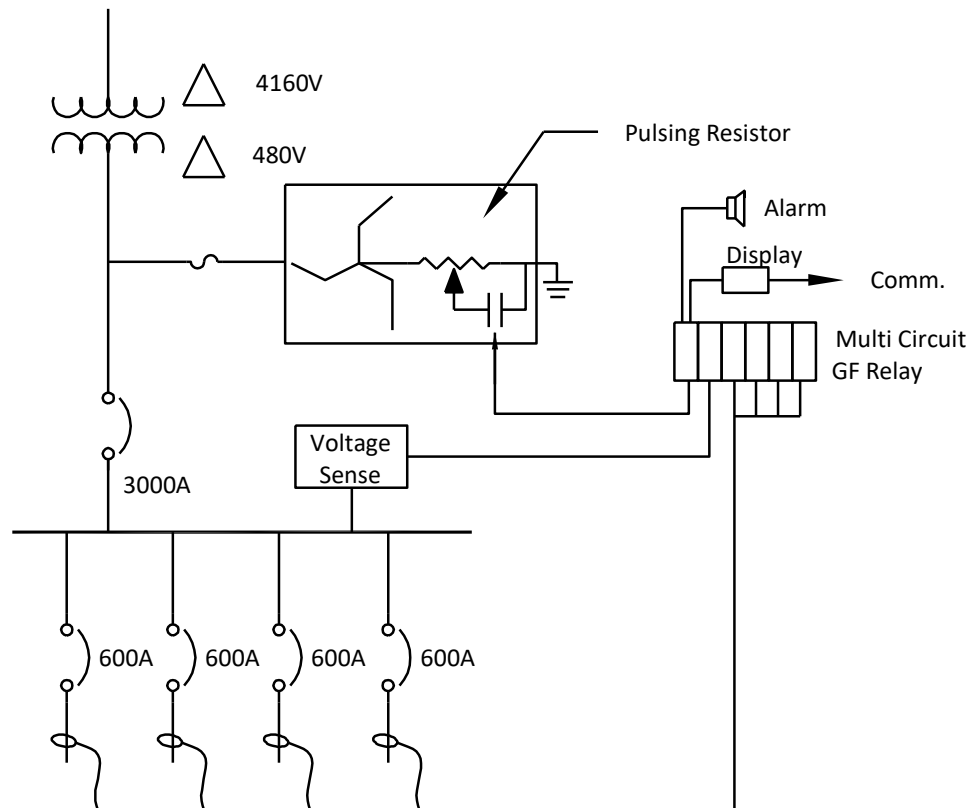 4160V
480V
Pulsing Resistor
Alarm
Display
Comm.
Multi Circuit
GF Relay
Voltage
Sense
3000A
600A
600A
600A
600A